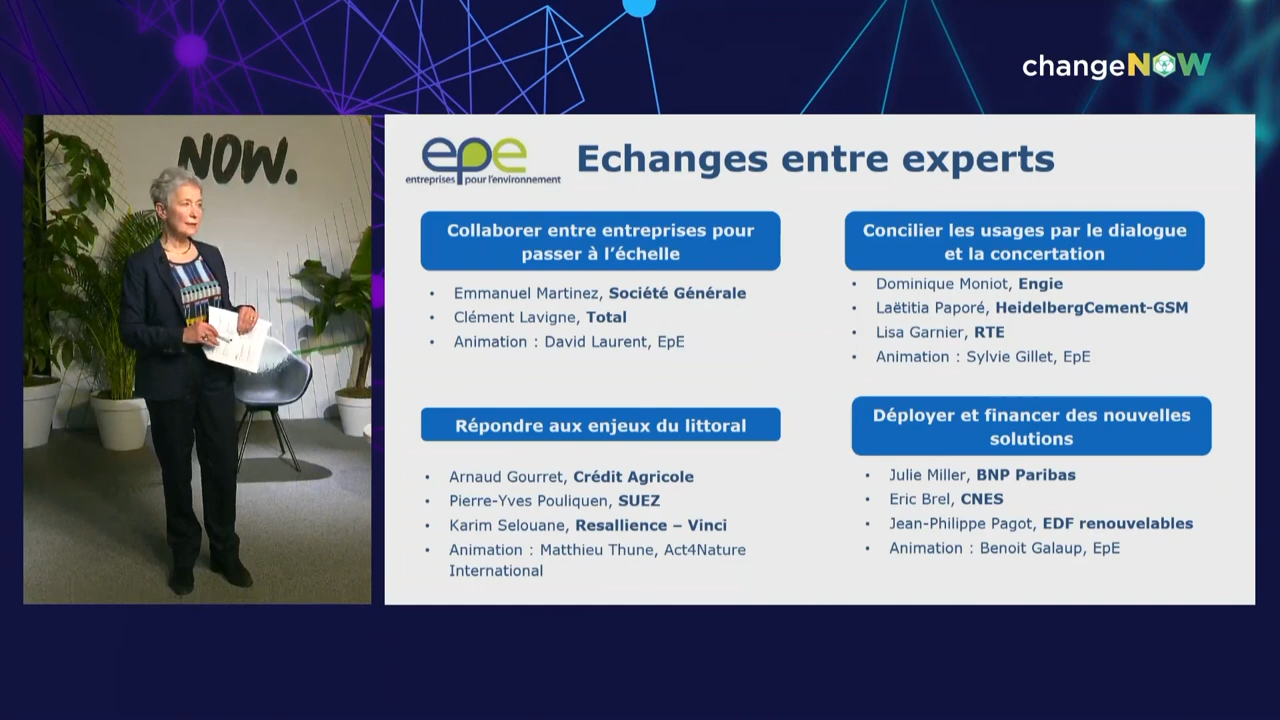 changeNOW
NOW.
epe
entreprises pour l'environnement
Echanges entre experts
Collaborer entre entreprises pour
passer à l'échelle
• Emmanuel Martinez, Société Générale
• Clément Lavigne, Total
• Animation : David Laurent, EpE
Concilier les usages par le dialogue
et la concertation
• Dominique Moniot, Engie
• Laëtitia Paporé, HeidelbergCement-GSM
• Lisa Garnier, RTE
• Animation : Sylvie Gillet, EpE
Répondre aux enjeux du littoral
• Arnaud Gourret, Crédit Agricole
• Pierre-Yves Pouliquen, SUEZ
• Karim Selouane, Resallience – Vinci
• Animation : Matthieu Thune, Act4Nature
International
Déployer et financer des nouvelles
solutions
• Julie Miller, BNP Paribas
• Eric Brel, CNES
• Jean-Philippe Pagot, EDF renouvelables
• Animation : Benoit Galaup, EpE